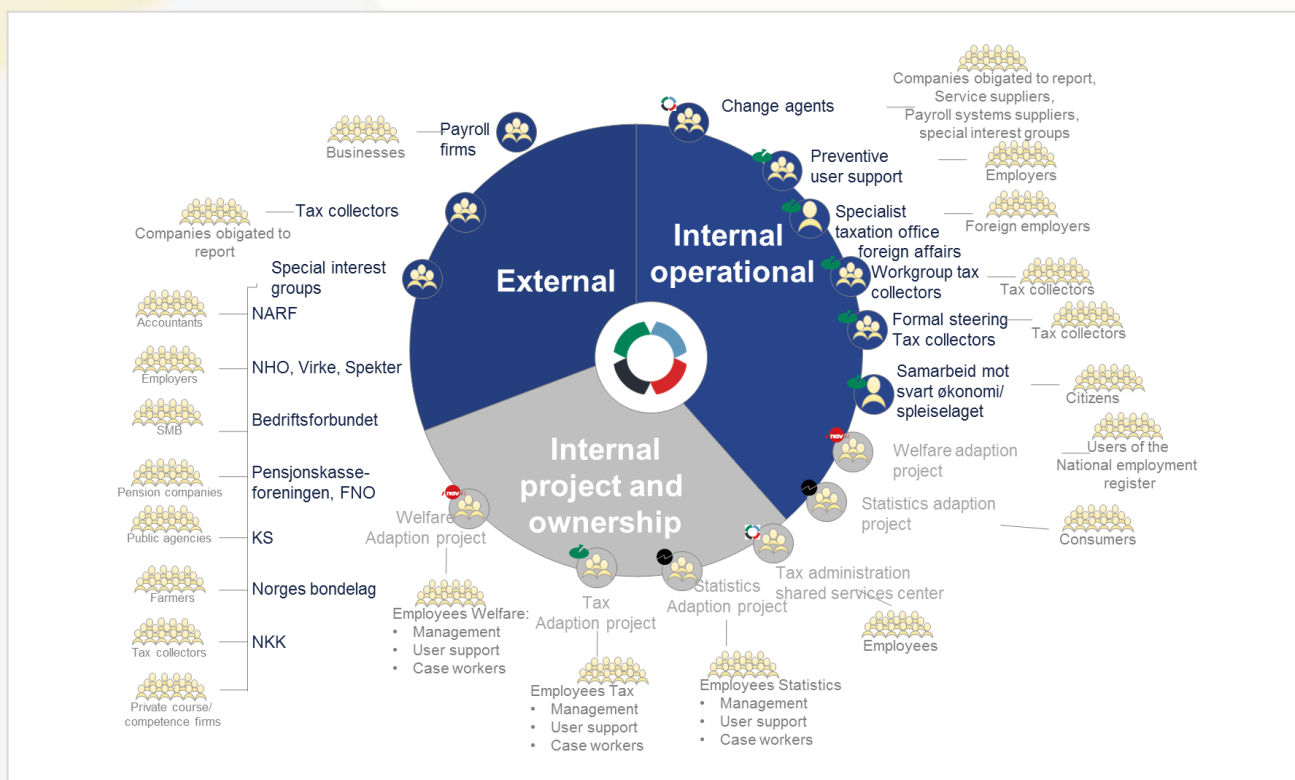 Change agents
Companies obigated to report,
Service suppliers,
Payroll systems suppliers,
special interest groups
Payroll
firms
Businesses
Preventive
user support
Employers
Tax collectors
Companies obigated to
report
Specialist
taxation office
foreign affairs
Foreign employers
External
Internal
operational
Special interest
groups
Workgroup tax
collectors
Tax collectors
Accountants
NARF
Formal steering
Tax collectors
Tax collectors
Employers
NHO, Virke, Spekter
Samarbeid mot
svart økonomi/
spleiselaget
Citizens
SMB
Bedriftsforbundet
nav
Welfare adaption
project
Users of the
National employment
register
Internal
project and
ownership
Pension companies
Pensjonskasse-
foreningen, FNO
Statistics adaption
project
Consumers
Public agencies
KS
nav
Welfare
Adaption project
Tax
Adaption project
Statistics
Adaption project
Tax administration
shared services center
Employees
Farmers
Norges bondelag
Tax collectors
NKK
Private course/
competence firms
Employees Welfare:
• Management
• User support
• Case workers
Employees Tax
• Management
• User support
• Case workers
Employees Statistics
• Management
• User support
• Case workers